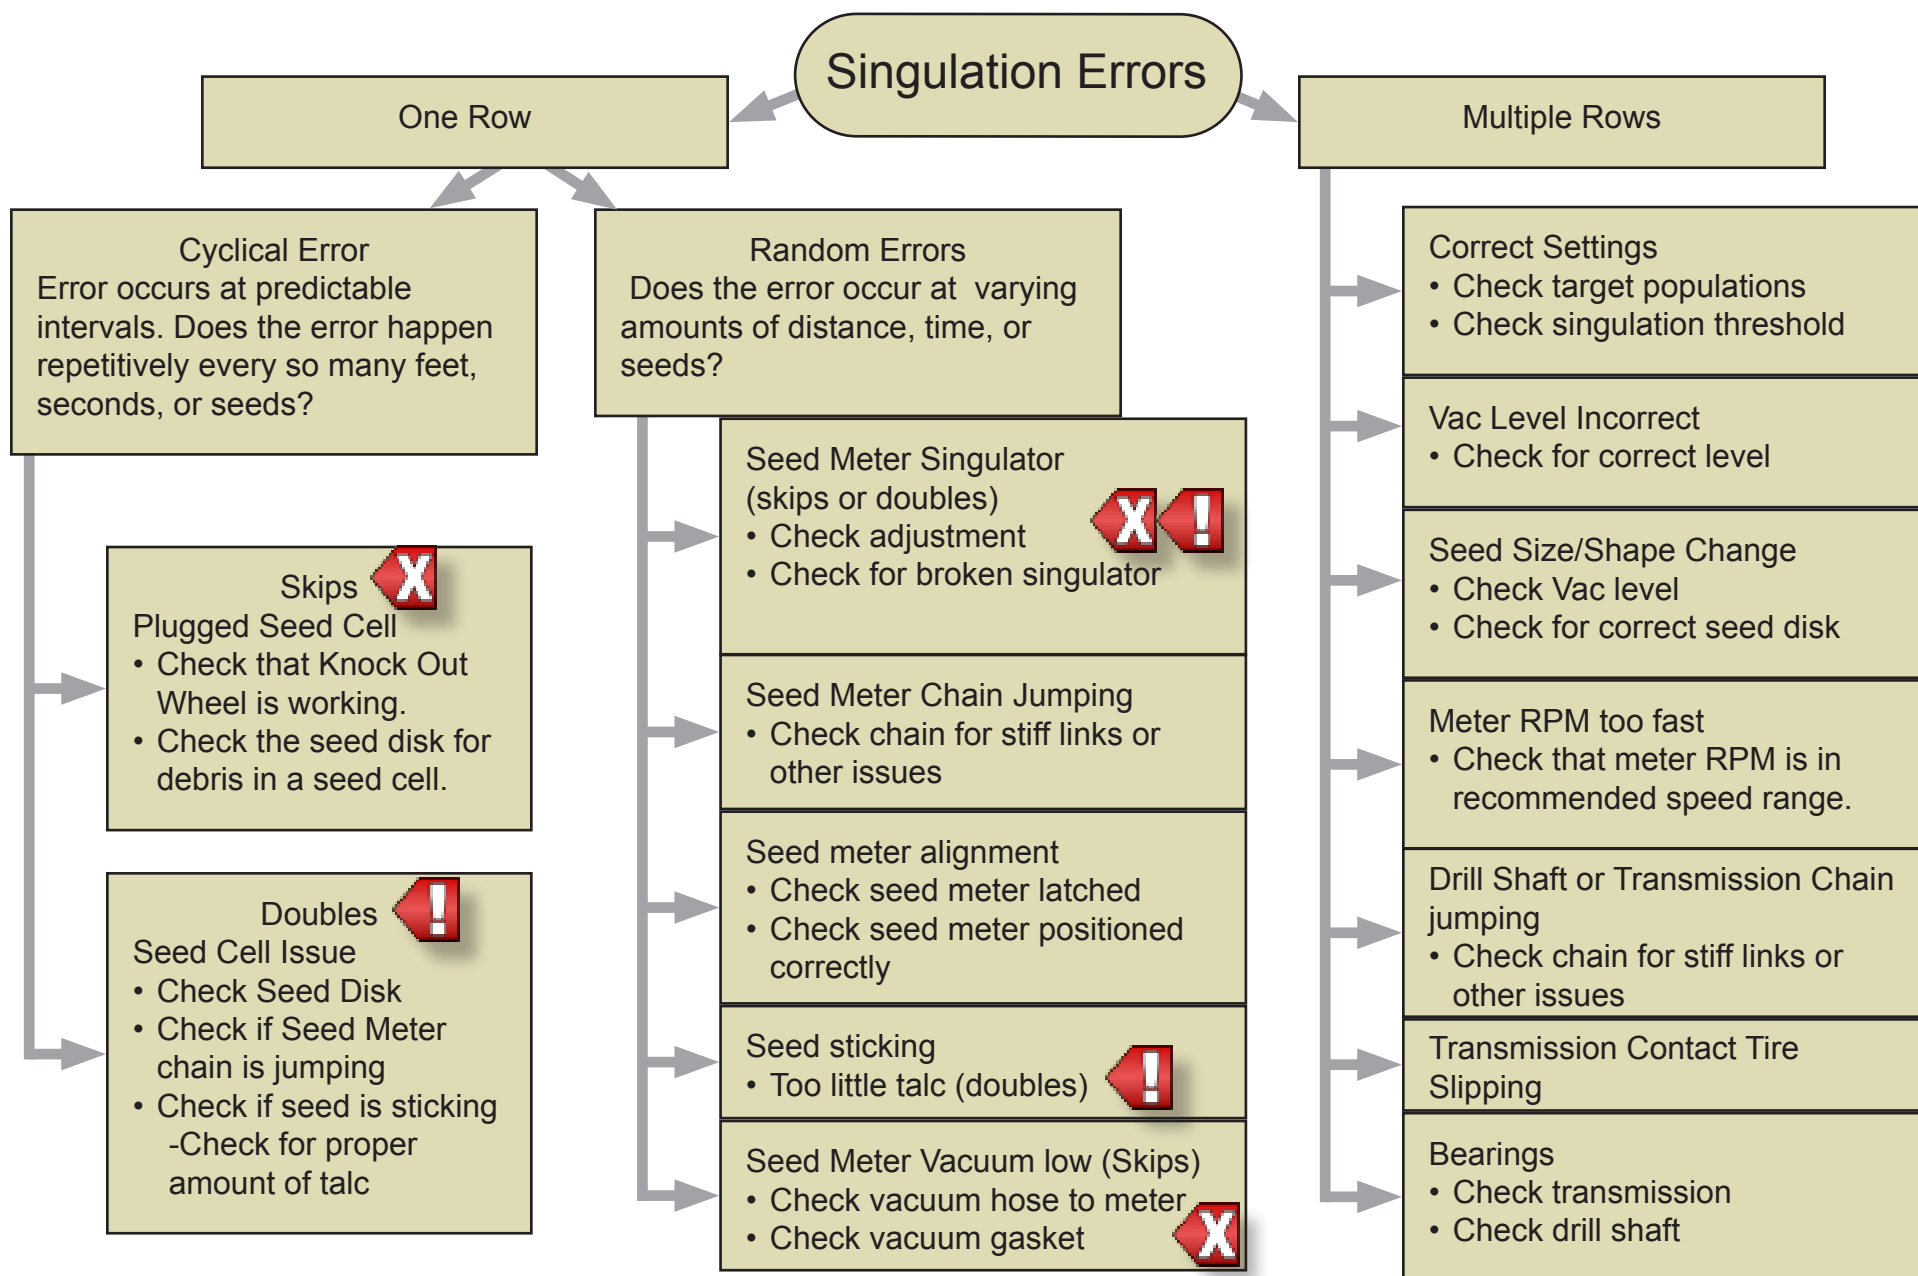 Singulation Errors
One Row
Multiple Rows
Cyclical Error
Error occurs at predictable
intervals. Does the error happen
repetitively every so many feet,
seconds, or seeds?
Skips X
Plugged Seed Cell
• Check that Knock Out
Wheel is working.
• Check the seed disk for
debris in a seed cell.
Doubles !
Seed Cell Issue
• Check Seed Disk
• Check if Seed Meter
chain is jumping
• Check if seed is sticking
-Check for proper
amount of talc
Random Errors
Does the error occur at varying
amounts of distance, time, or
seeds?
Seed Meter Singulator
(skips or doubles)
X !
• Check adjustment
• Check for broken singulator
Seed Meter Chain Jumping
• Check chain for stiff links or
other issues
Seed meter alignment
• Check seed meter latched
• Check seed meter positioned
correctly
Seed sticking
• Too little talc (doubles) !
Seed Meter Vacuum low (Skips)
• Check vacuum hose to meter
• Check vacuum gasket X
Correct Settings
• Check target populations
• Check singulation threshold
Vac Level Incorrect
• Check for correct level
Seed Size/Shape Change
• Check Vac level
• Check for correct seed disk
Meter RPM too fast
• Check that meter RPM is in
recommended speed range.
Drill Shaft or Transmission Chain
jumping
• Check chain for stiff links or
other issues
Transmission Contact Tire
Slipping
Bearings
• Check transmission
• Check drill shaft